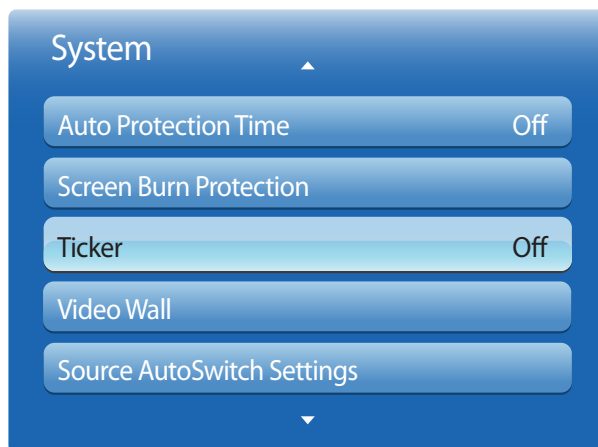 System
Auto Protection Time Off
Screen Burn Protection
Ticker Off
Video Wall
Source AutoSwitch Settings